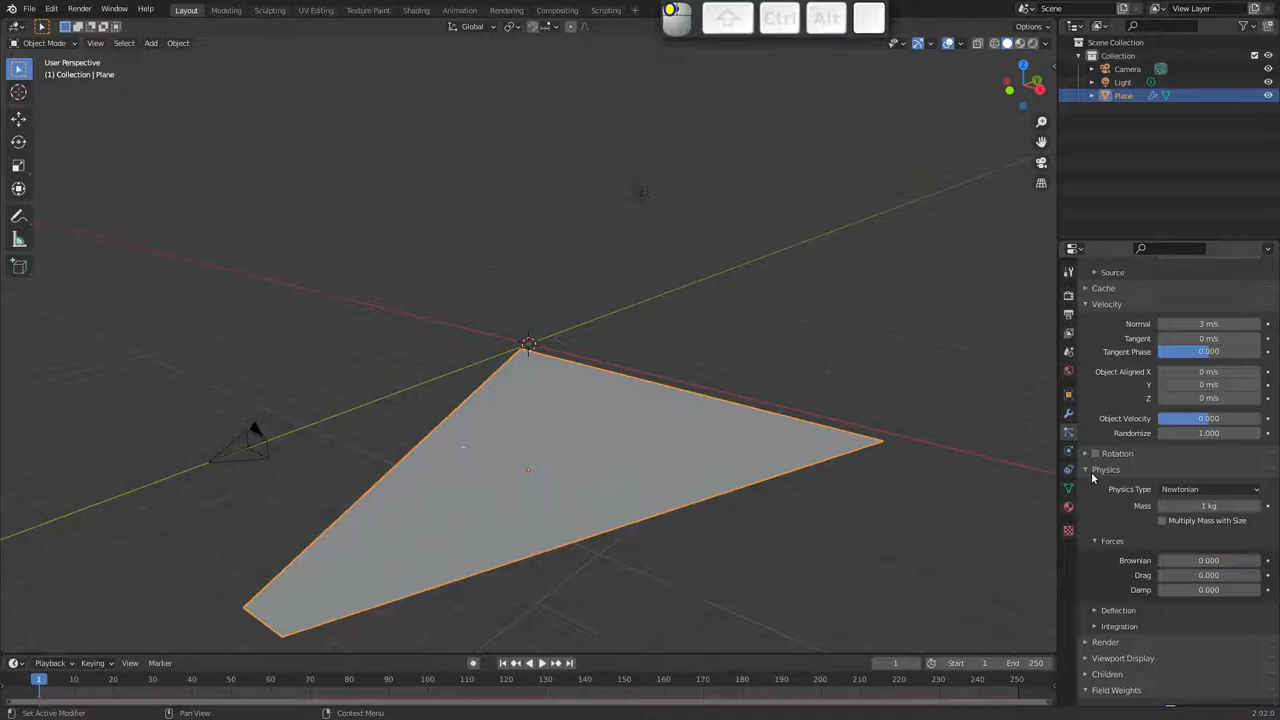 File Edit Render Window Help Layout Modeling Sculpting UV Editing Texture Paint Shading Animation Rendering Compositing Scripting
Ctrl Alt
Scene View Layer
Global Options
Object Mode View Select Add Object
Scene Collection
Collection
Camera
Light
Plane
User Perspective
(1) Collection | Plane
Z
Y
X
Source
Cache
Velocity
Normal 3 m/s
Tangent 0 m/s
Tangent Phase 0.000
Object Aligned X 0 m/s
Y 0 m/s
Z 0 m/s
Object Velocity 0.000
Randomize 1.000
Rotation
Physics
Physics Type Newtonian
Mass 1 kg
Multiply Mass with Size
Forces
Brownian 0.000
Drag 0.000
Damp 0.000
Deflection
Integration
Render
Viewport Display
Children
Field Weights
Playback Keying View Marker 1 Start 1 End 250
1 10 20 30 40 50 60 70 80 90 100 110 120 130 140 150 160 170 180 190 200 210 220 230 240 250
Set Active Modifier Pan View Context Menu 2.92.0